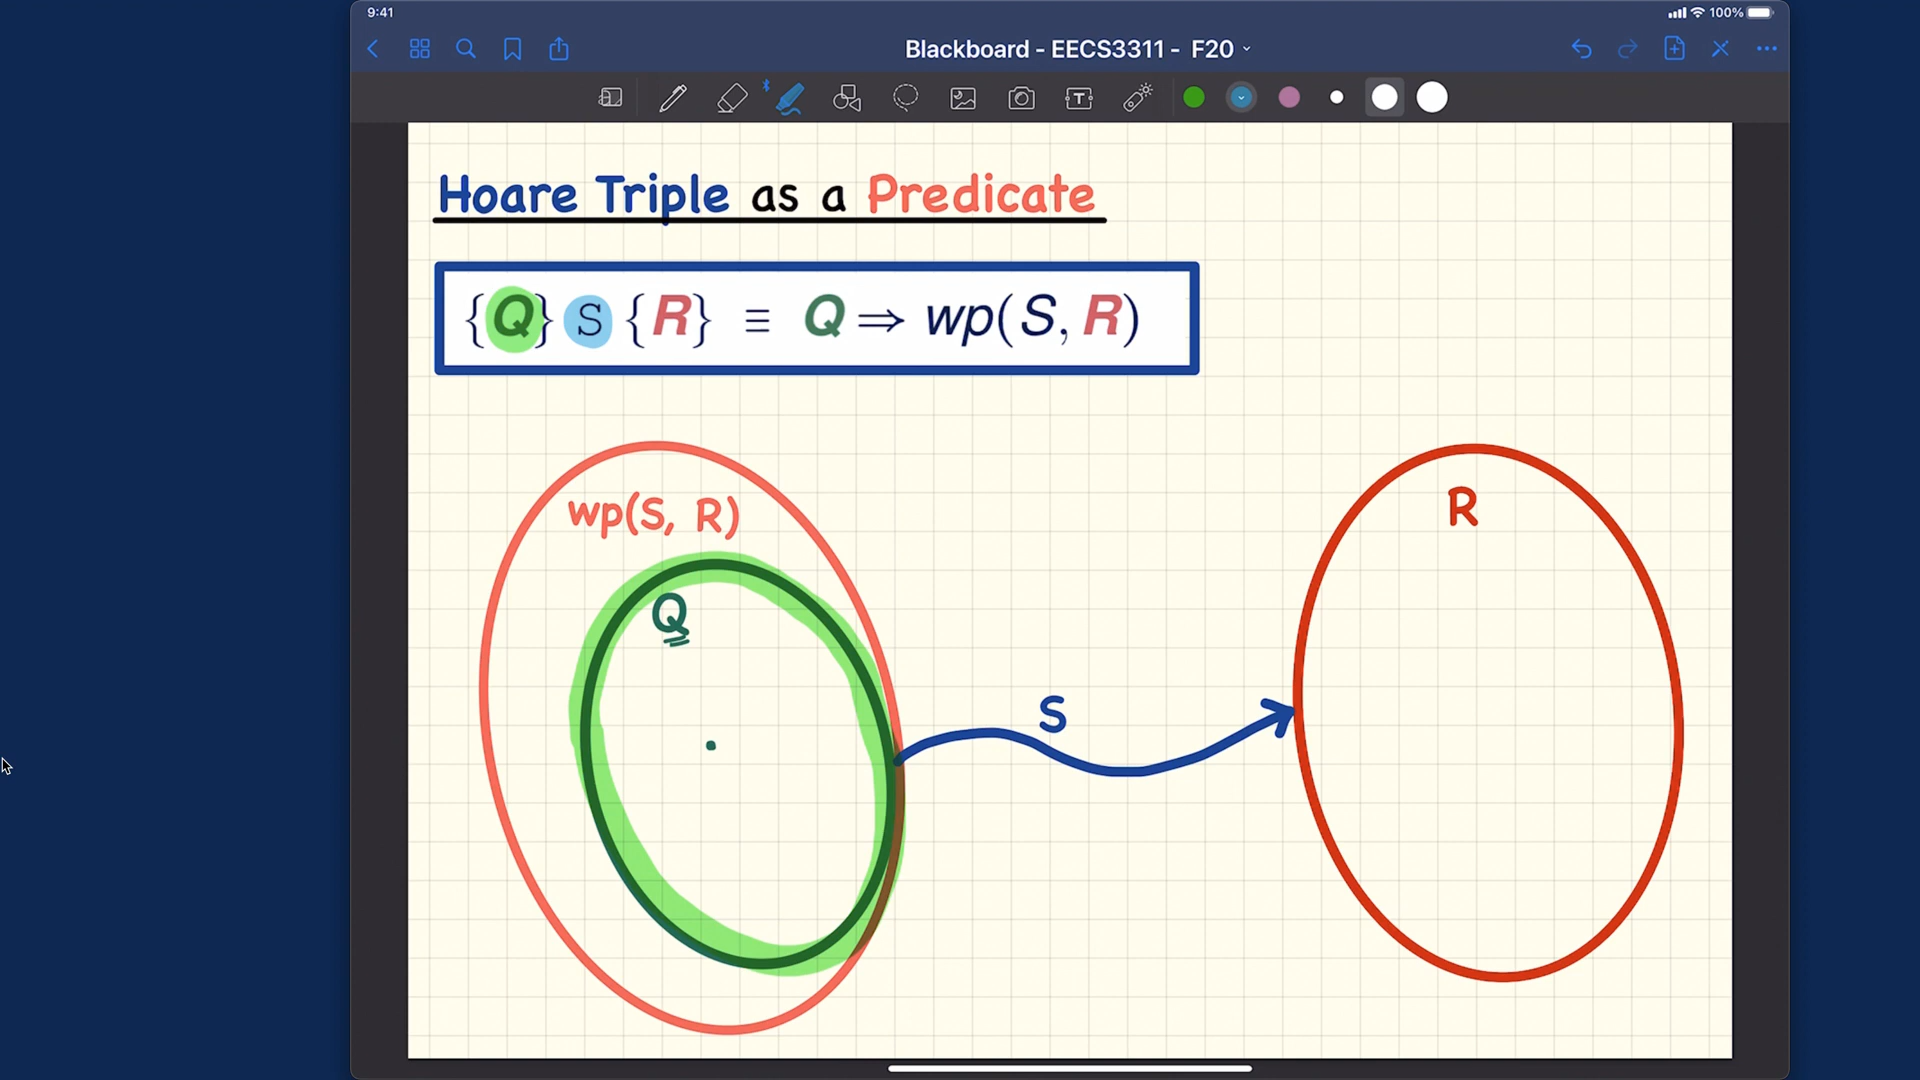 9:41
100%
Blackboard - EECS3311 - F20
Hoare Triple as a Predicate
{Q} S {R} ≡ Q ⇒ wp(S, R)
wp(S, R)
R
Q
S